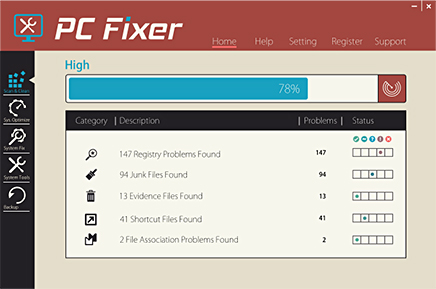 PC Fixer
Home Help Setting Register Support
High
Scan & Clean
78%
Sys. Optimize
Category Description Problems Status
System Fix
147 Registry Problems Found 147
System Tools
94 Junk Files Found 94
13 Evidence Files Found 13
Backup
41 Shortcut Files Found 41
2 File Association Problems Found 2